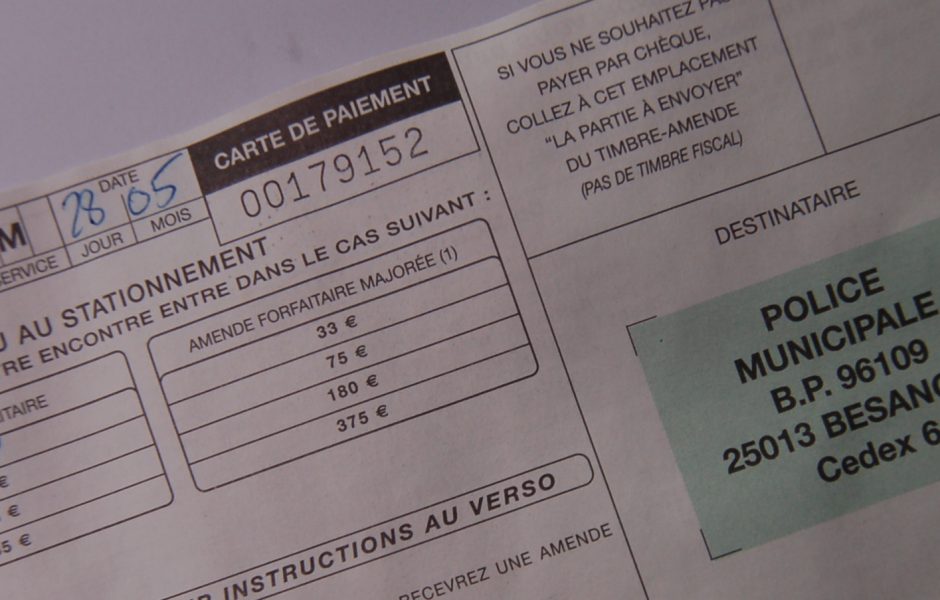 SI VOUS NE SOUHAITEZ PAS
PAYER PAR CHÈQUE,
COLLEZ À CET EMPLACEMENT
"LA PARTIE À ENVOYER"
DU TIMBRE-AMENDE
(PAS DE TIMBRE FISCAL)
CARTE DE PAIEMENT
00179152
DATE
28 05
M
JOUR
MOIS
AU STATIONNEMENT
ENCONTRE ENTRE DANS LE CAS SUIVANT :
AMENDE FORFAITAIRE MAJORÉE (1)
33 €
75 €
180 €
375 €
€
€
5 €
INSTRUCTIONS AU VERSO
RECEVREZ UNE AMENDE
DESTINATAIRE
POLICE
MUNICIPALE
B.P. 96109
25013
Cedex 6